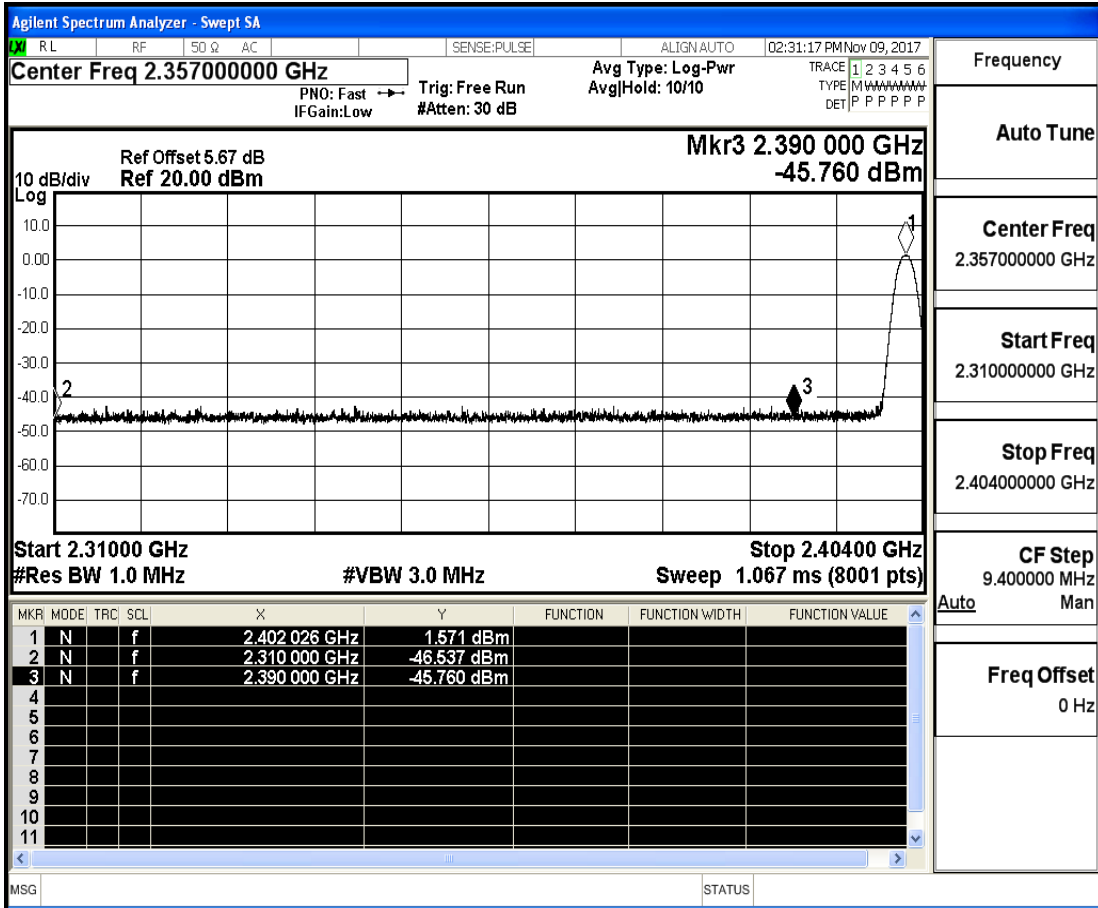 Agilent Spectrum Analyzer - Swept SA
LXI RL RF 50 Ω AC SENSE:PULSE ALIGN AUTO 02:31:17 PM Nov 09, 2017
Center Freq 2.357000000 GHz
PNO: Fast
IFGain:Low
Trig: Free Run
#Atten: 30 dB
Avg Type: Log-Pwr
Avg|Hold: 10/10
TRACE 1 2 3 4 5 6
TYPE M W W W W W
DET P P P P P P
Ref Offset 5.67 dB
10 dB/div Ref 20.00 dBm
Log
Mkr3 2.390 000 GHz
-45.760 dBm
10.0
0.00
-10.0
-20.0
-30.0
-40.0
-50.0
-60.0
-70.0
1
2
3
Start 2.31000 GHz Stop 2.40400 GHz
#Res BW 1.0 MHz #VBW 3.0 MHz Sweep 1.067 ms (8001 pts)
MKR MODE TRC SCL X Y FUNCTION FUNCTION WIDTH FUNCTION VALUE
1 N f 2.402 026 GHz 1.571 dBm
2 N f 2.310 000 GHz -46.537 dBm
3 N f 2.390 000 GHz -45.760 dBm
4
5
6
7
8
9
10
11
MSG STATUS
Frequency
Auto Tune
Center Freq
2.357000000 GHz
Start Freq
2.310000000 GHz
Stop Freq
2.404000000 GHz
CF Step
9.400000 MHz
Auto Man
Freq Offset
0 Hz